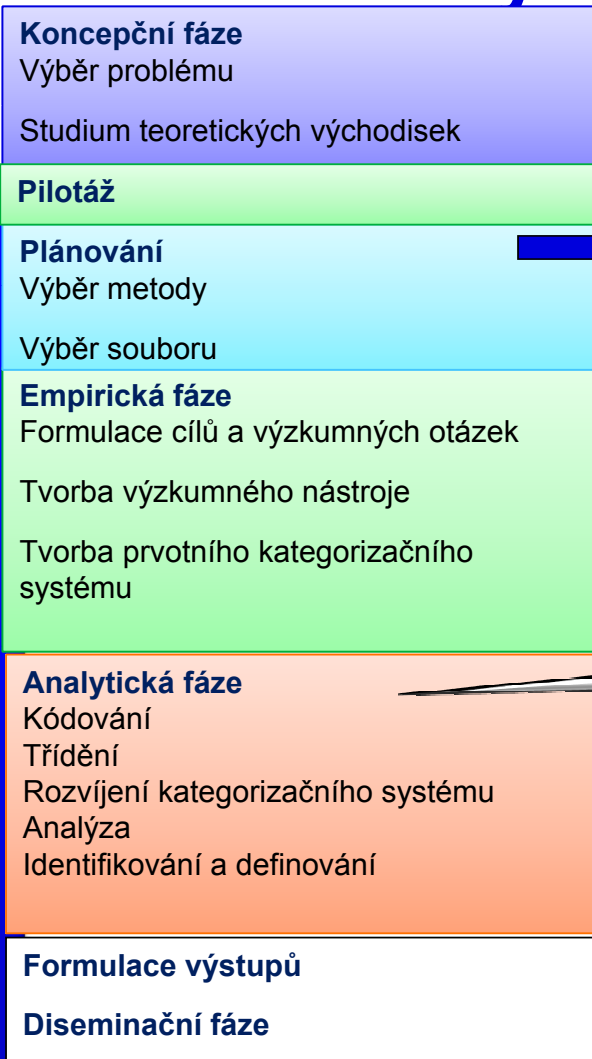 Koncepční fáze
Výběr problému
Studium teoretických východisek
Pilotáž
Plánování
Výběr metody
Výběr souboru
Empirická fáze
Formulace cílů a výzkumných otázek
Tvorba výzkumného nástroje
Tvorba prvotního kategorizačního
systému
Analytická fáze
Kódování
Třídění
Rozvíjení kategorizačního systému
Analýza
Identifikování a definování
Formulace výstupů
Diseminační fáze